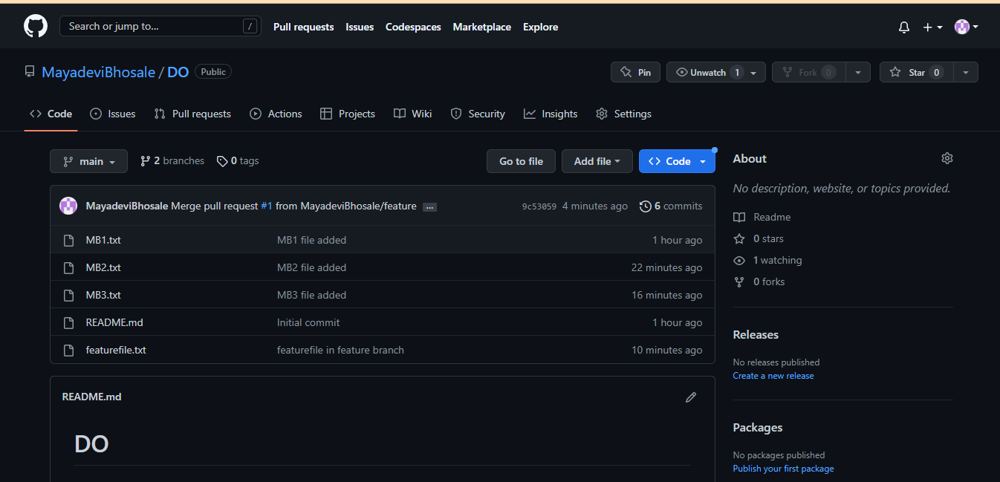 Search or jump to... / Pull requests Issues Codespaces Marketplace Explore
MayadeviBhosale / DO Public Pin Unwatch 1 Fork 0 Star 0
Code Issues Pull requests Actions Projects Wiki Security Insights Settings
main 2 branches 0 tags Go to file Add file Code
MayadeviBhosale Merge pull request #1 from MayadeviBhosale/feature ... 9c53059 4 minutes ago 6 commits
MB1.txt MB1 file added 1 hour ago
MB2.txt MB2 file added 22 minutes ago
MB3.txt MB3 file added 16 minutes ago
README.md Initial commit 1 hour ago
featurefile.txt featurefile in feature branch 10 minutes ago
README.md
DO
About
No description, website, or topics provided.
Readme
0 stars
1 watching
0 forks
Releases
No releases published
Create a new release
Packages
No packages published
Publish your first package